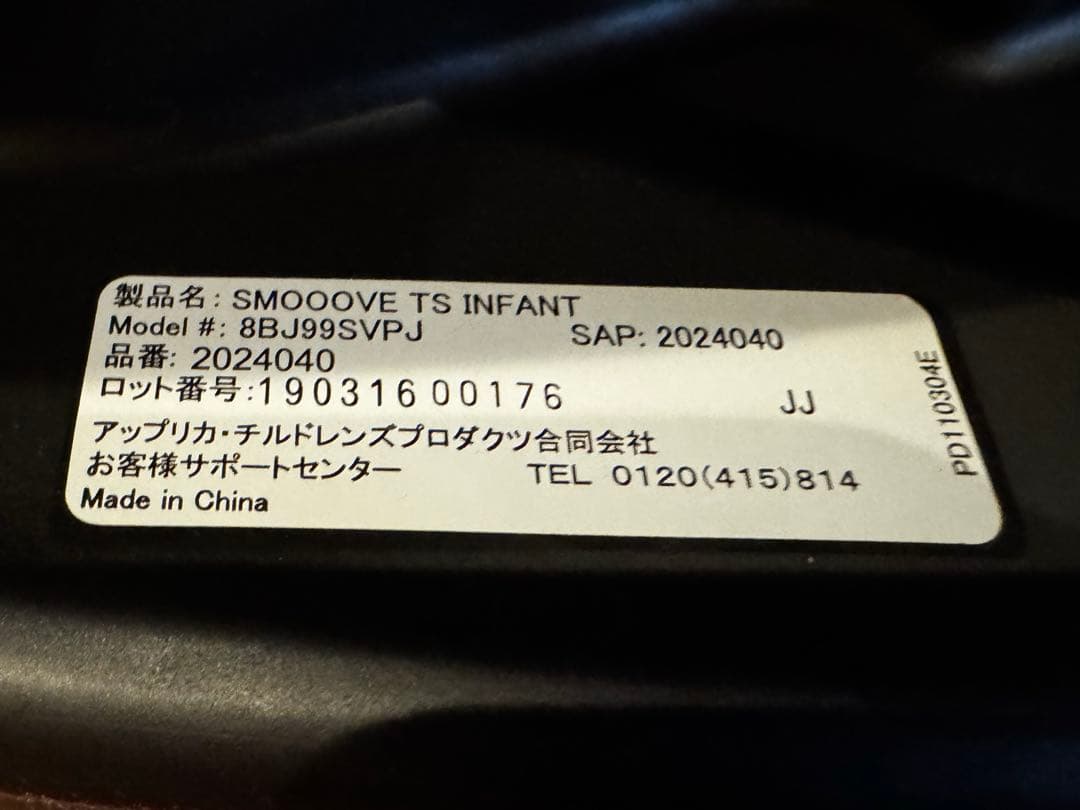 製品名: SMOOOVE TS INFANT
Model #: 8BJ99SVPJ SAP: 2024040
品番: 2024040
ロット番号:190316 00176 JJ
アップリカ・チルドレンズプロダクツ合同会社
お客様サポートセンター TEL 0120(415)814
Made in China
PD110304E